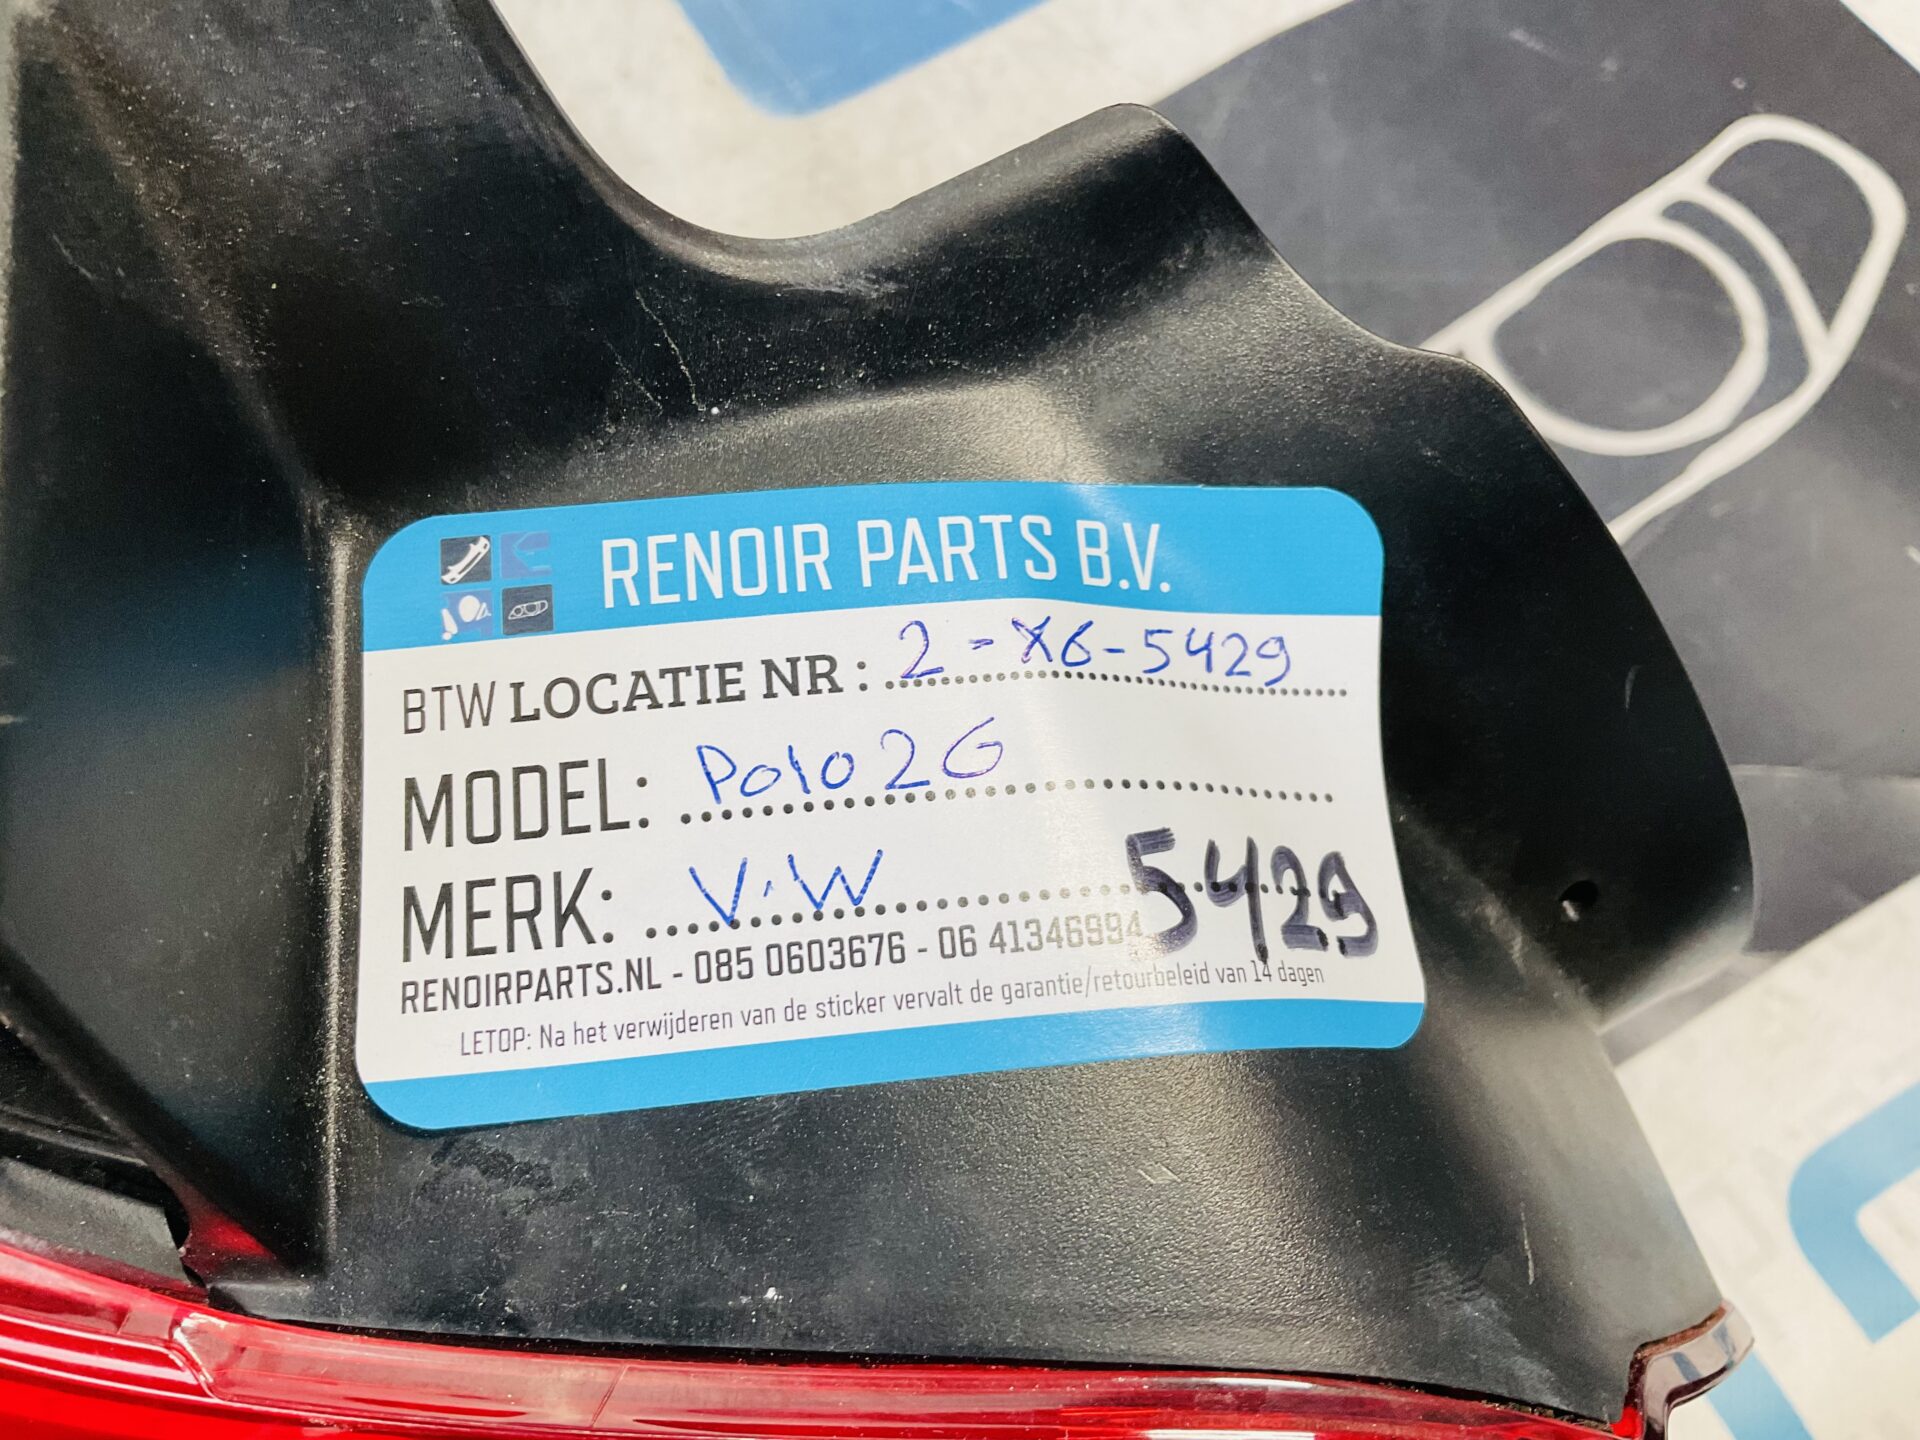 RENOIR PARTS B.V.
BTW LOCATIE NR : 2-X6-5429
MODEL: Polo 2G
MERK: V.W
5429
RENOIRPARTS.NL - 085 0603676 - 06 41346994
LETOP: Na het verwijderen van de sticker vervalt de garantie/retourbeleid van 14 dagen